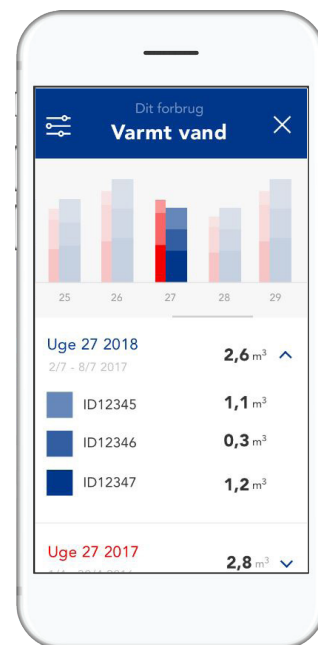 Dit forbrug
Varmt vand
25 26 27 28 29
Uge 27 2018 2,6 m³
2/7 - 8/7 2017
ID12345 1,1 m³
ID12346 0,3 m³
ID12347 1,2 m³
Uge 27 2017 2,8 m³